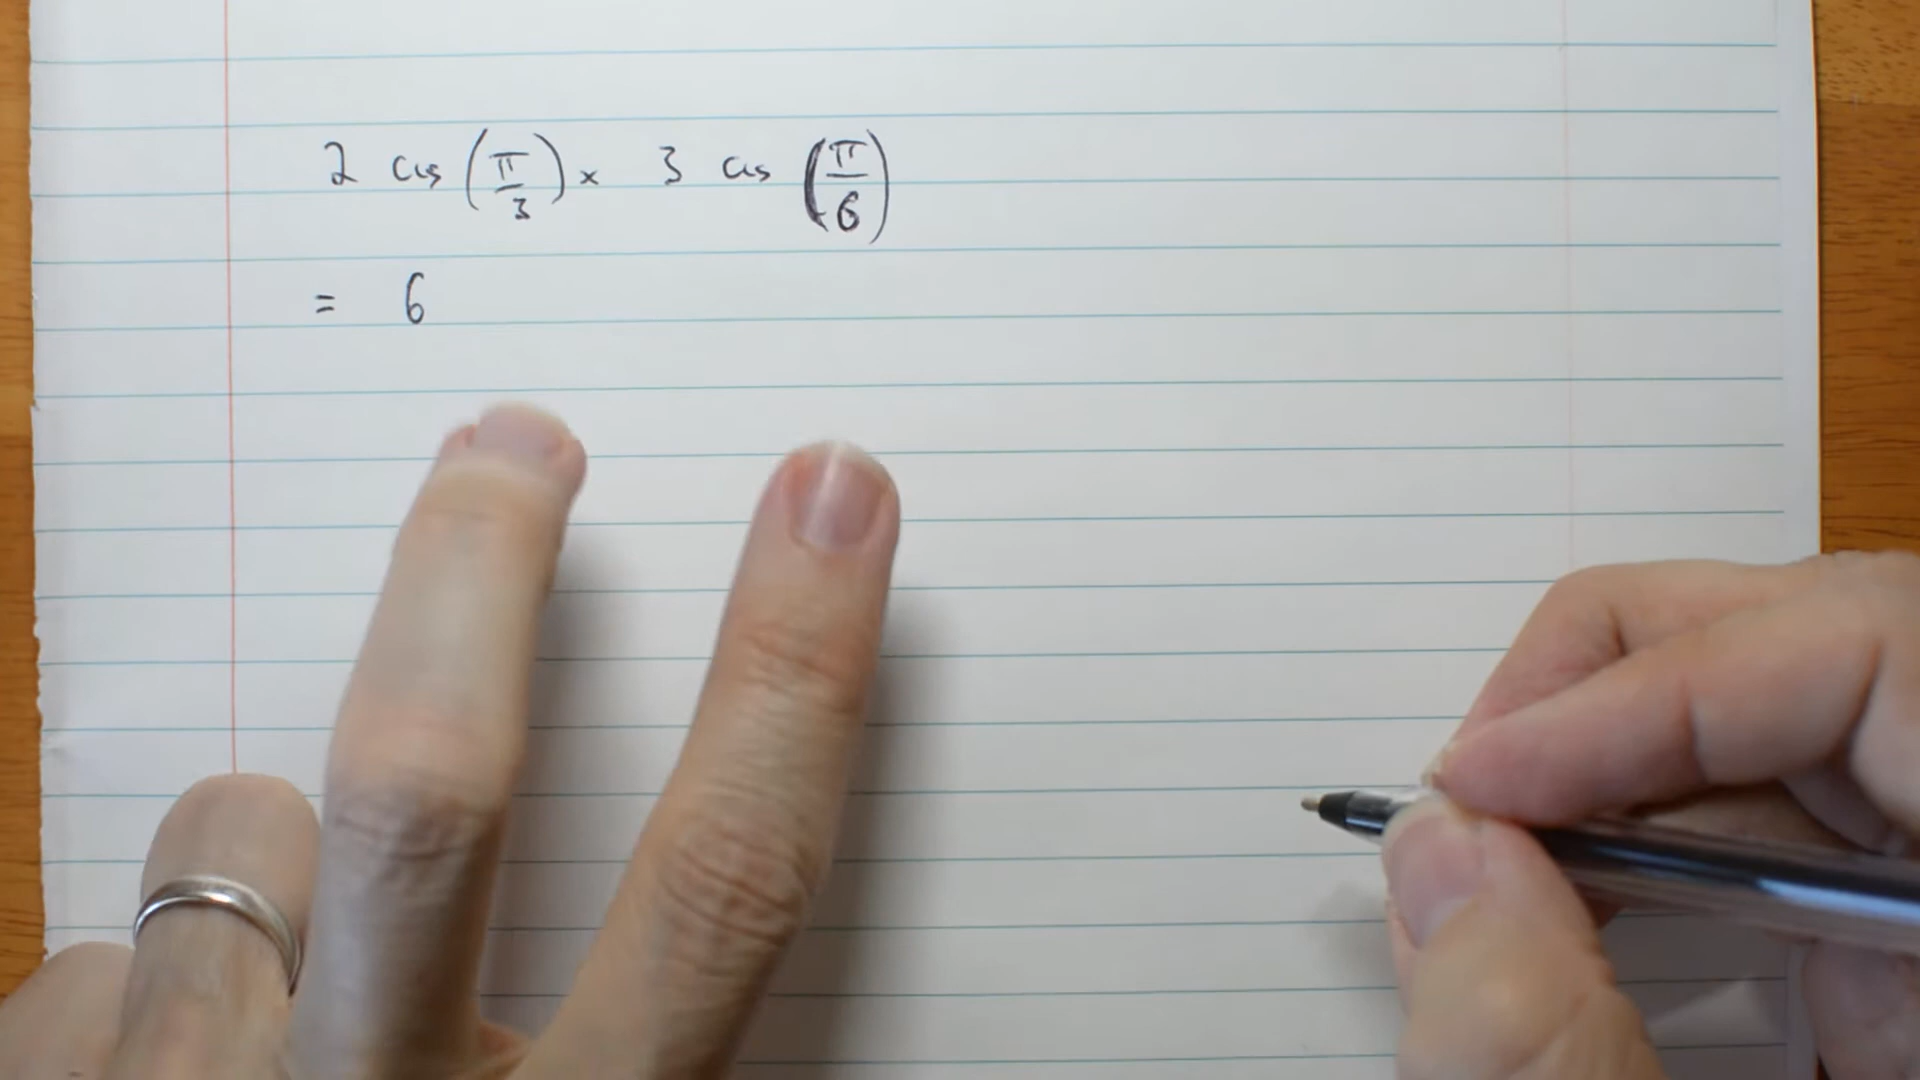 2 cis (π/3) × 3 cis (π/6)
= 6